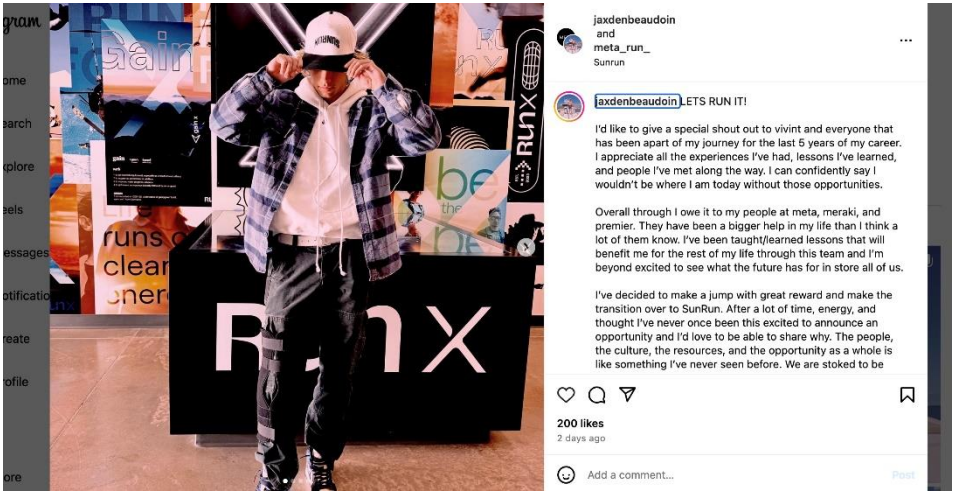 gram
ome
earch
xplore
eels
essages
otificatio
reate
rofile
ore
Gain
gain
RunX
RUNX
be
the
be
Life
runs
clean
energy
Runx
jaxdenbeaudoin
and
meta_run_
Sunrun
jaxdenbeaudoin LETS RUN IT!
I'd like to give a special shout out to vivint and everyone that
has been apart of my journey for the last 5 years of my career.
I appreciate all the experiences I've had, lessons I've learned,
and people I've met along the way. I can confidently say I
wouldn't be where I am today without those opportunities.
Overall through I owe it to my people at meta, meraki, and
premier. They have been a bigger help in my life than I think a
lot of them know. I've been taught/learned lessons that will
benefit me for the rest of my life through this team and I'm
beyond excited to see what the future has for in store all of us.
I've decided to make a jump with great reward and make the
transition over to SunRun. After a lot of time, energy, and
thought I've never once been this excited to announce an
opportunity and I'd love to be able to share why. The people,
the culture, the resources, and the opportunity as a whole is
like something I've never seen before. We are stoked to be
200 likes
2 days ago
Add a comment...
Post